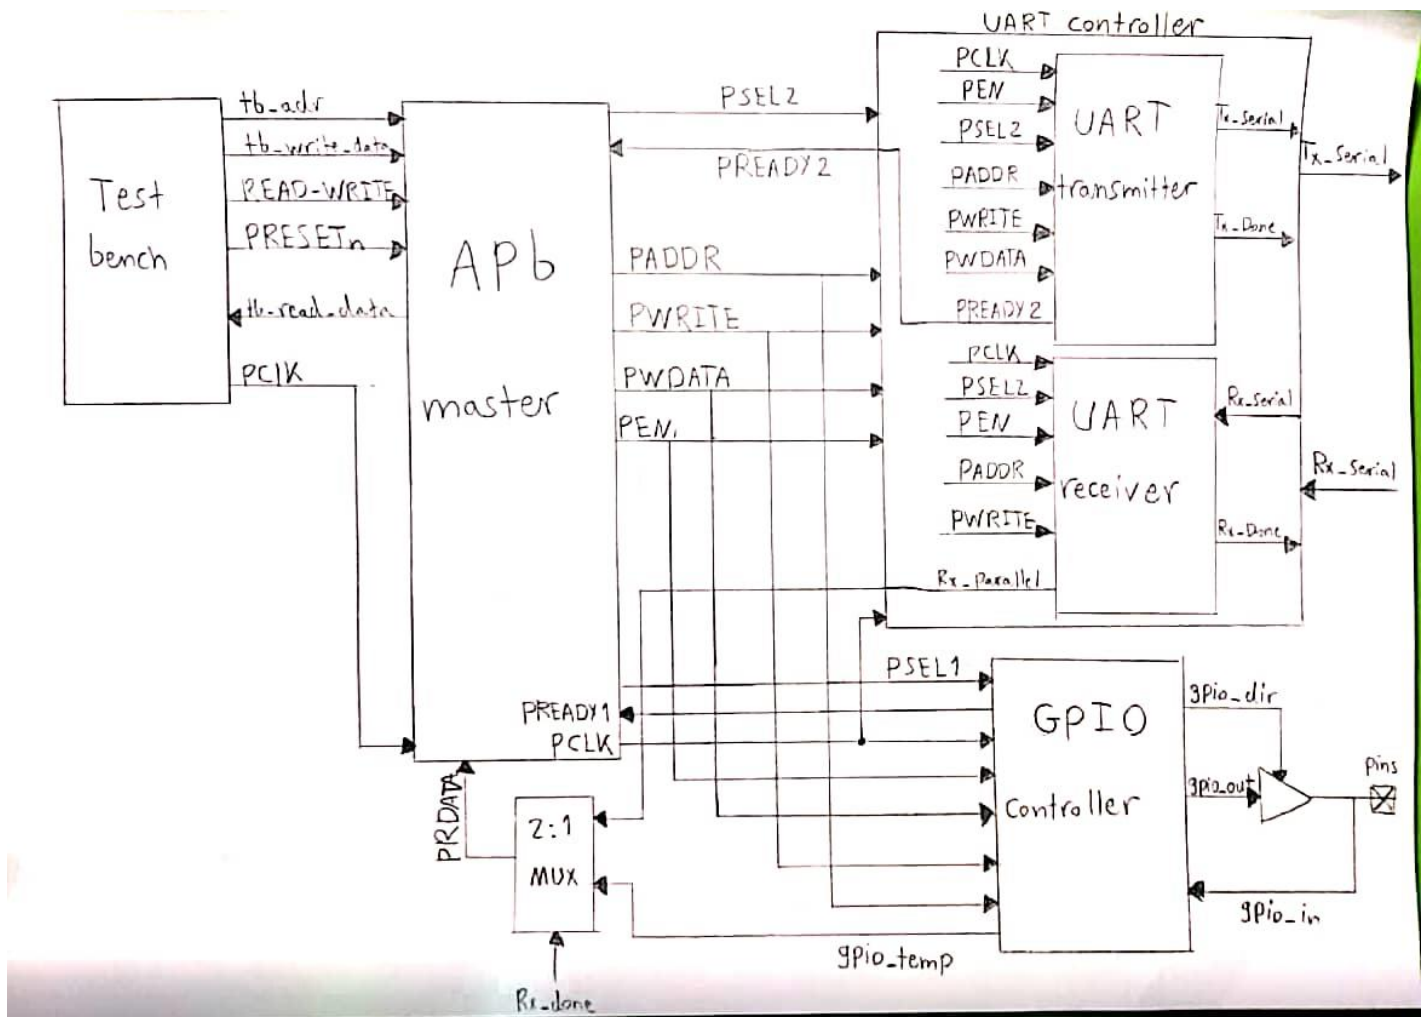 UART controller
Test
bench
tb_adr
tb_write_data
READ-WRITE
PRESETn
tb-read_data
PClK
APb
master
PSEL2
PREADY2
PADDR
PWRITE
PWDATA
PEN
PREADY1
PCLK
PCLK
PEN
PSEL2
PADDR
PWRITE
PWDATA
PREADY2
UART
transmitter
Tx_Serial
Tx_Done
Tx_Serial
PCLK
PSEL2
PEN
PADDR
PWRITE
Rx_parallel
UART
receiver
Rx_Serial
Rx_Done
Rx_Serial
PSEL1
GPIO
Controller
gpio_dir
gpio_out
Pins
gpio_in
gpio_temp
PRDATA
2:1
MUX
Rx_done